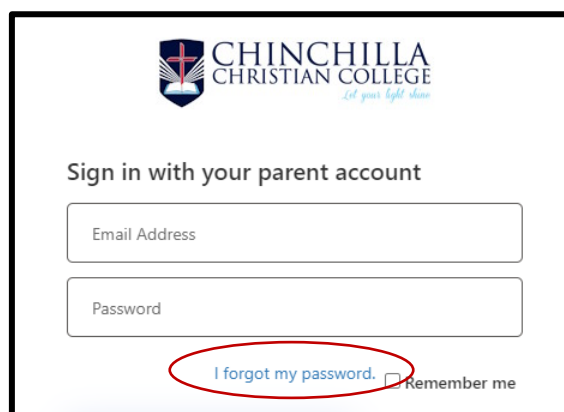 CHINCHILLA
CHRISTIAN COLLEGE
Let your light shine
Sign in with your parent account
Email Address
Password
I forgot my password.
Remember me